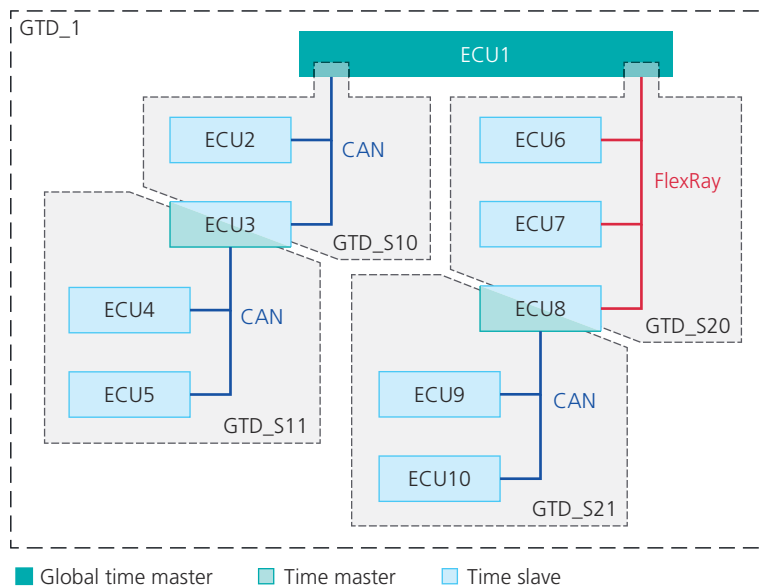 GTD_1
ECU1
ECU2
CAN
ECU3
GTD_S10
ECU4
CAN
ECU5
GTD_S11
ECU6
FlexRay
ECU7
ECU8
GTD_S20
ECU9
CAN
ECU10
GTD_S21
Global time master
Time master
Time slave